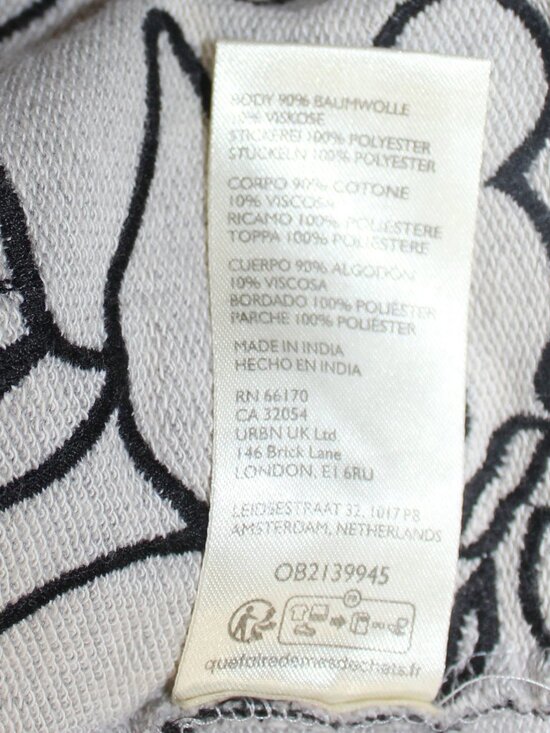 BODY 90% BAUMWOLLE
10% VISKOSE
STICKEREI 100% POLYESTER
STUCKELN 100% POLYESTER
CORPO 90% COTONE
10% VISCOSA
RICAMO 100% POLIESTERE
TOPPA 100% POLIESTERE
CUERPO 90% ALGODÓN
10% VISCOSA
BORDADO 100% POLIÉSTER
PARCHE 100% POLIÉSTER
MADE IN INDIA
HECHO EN INDIA
RN 66170
CA 32054
URBN UK Ltd
146 Brick Lane
LONDON, E1 6RU
LEIDSESTRAAT 32, 1017 PB
AMSTERDAM, NETHERLANDS
OB2139945
FR
quefairedemesdechets.fr